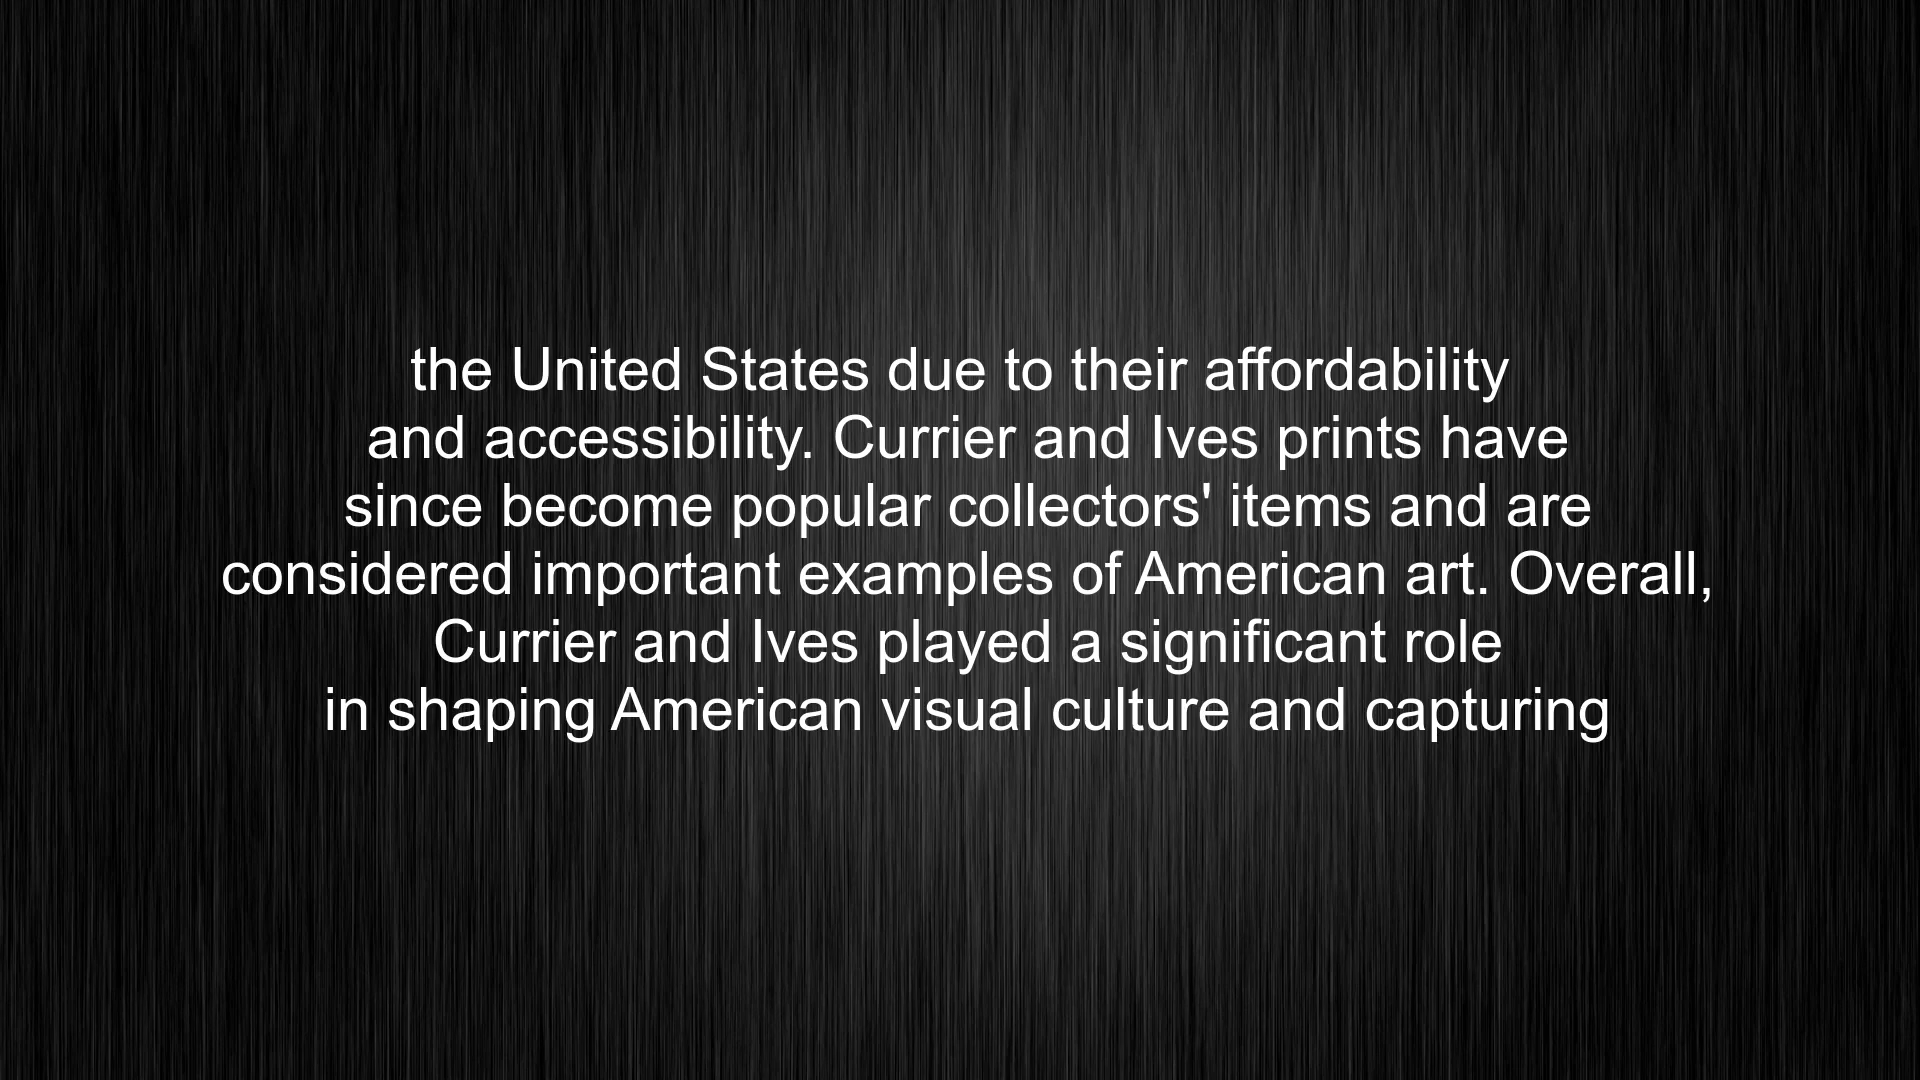 the United States due to their affordability
and accessibility. Currier and Ives prints have
since become popular collectors' items and are
considered important examples of American art. Overall,
Currier and Ives played a significant role
in shaping American visual culture and capturing